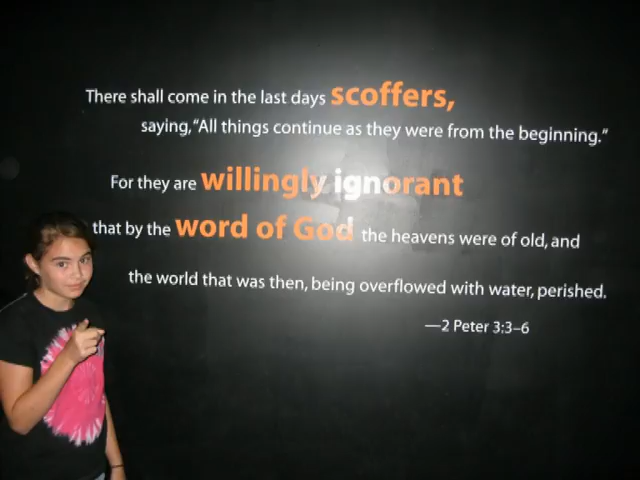 There shall come in the last days scoffers,
saying, “All things continue as they were from the beginning.”
For they are willingly ignorant
that by the word of God the heavens were of old, and
the world that was then, being overflowed with water, perished.
—2 Peter 3:3–6